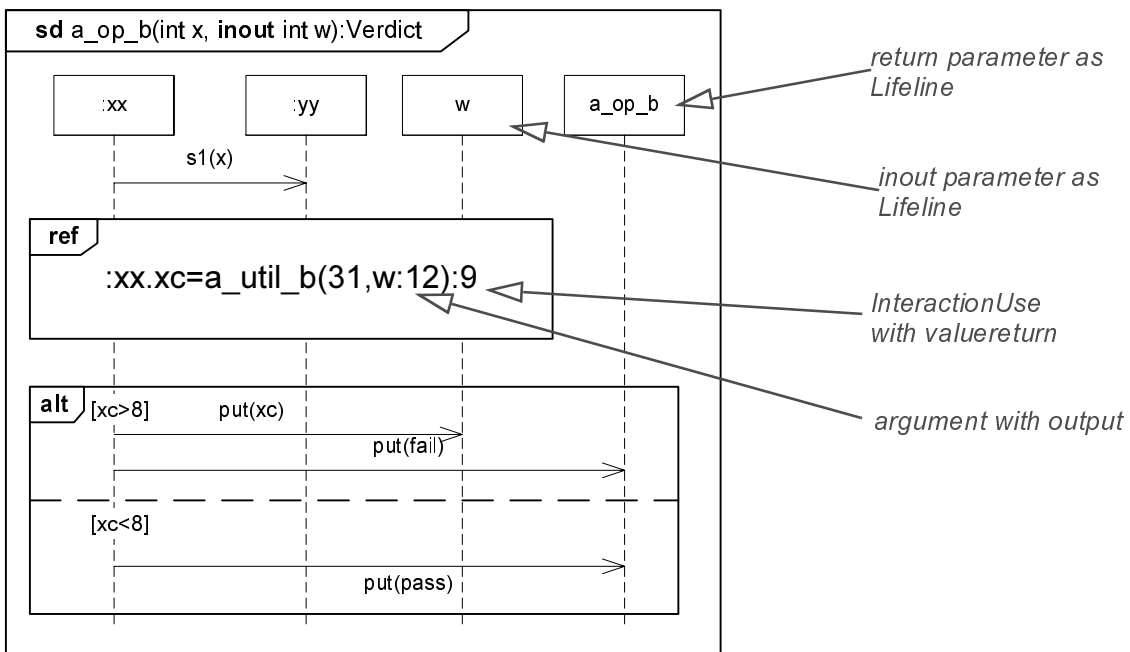 sd a_op_b(int x, inout int w):Verdict
return parameter as
Lifeline
:xx
:yy
w
a_op_b
s1(x)
inout parameter as
Lifeline
ref
:xx.xc=a_util_b(31,w:12):9
InteractionUse
with valuereturn
alt
[xc>8]
put(xc)
argument with output
put(fail)
[xc<8]
put(pass)